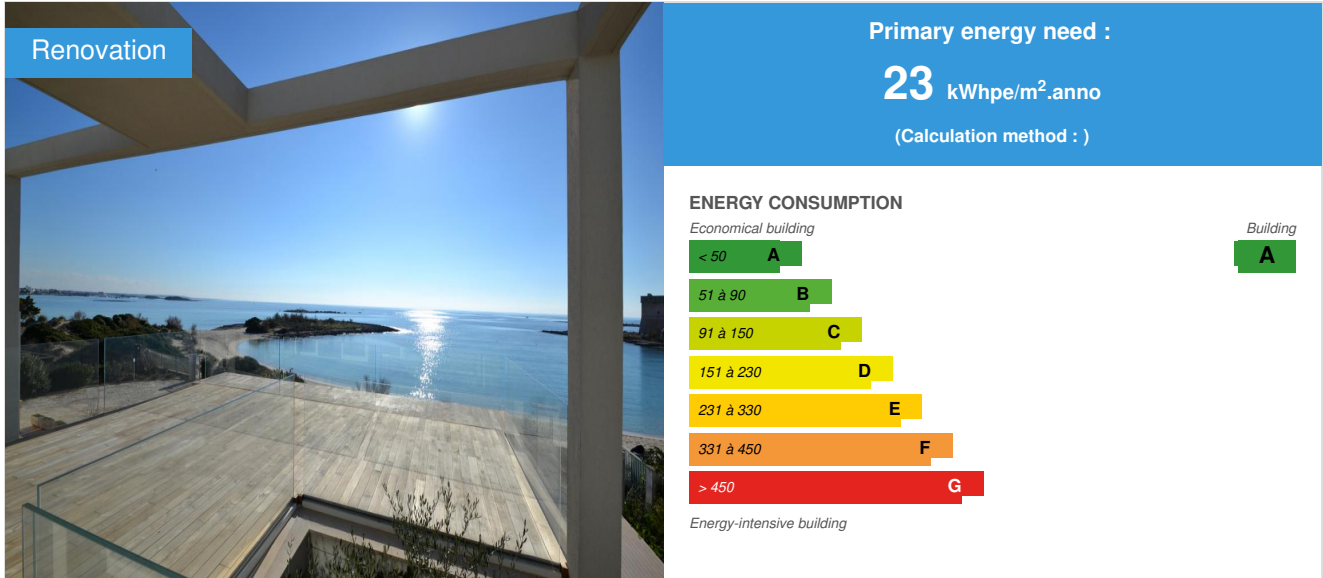 Renovation
Primary energy need :
23 kWhpe/m².anno
(Calculation method : )
ENERGY CONSUMPTION
Economical building
Building
< 50 A
A
51 à 90 B
91 à 150 C
151 à 230 D
231 à 330 E
331 à 450 F
> 450 G
Energy-intensive building